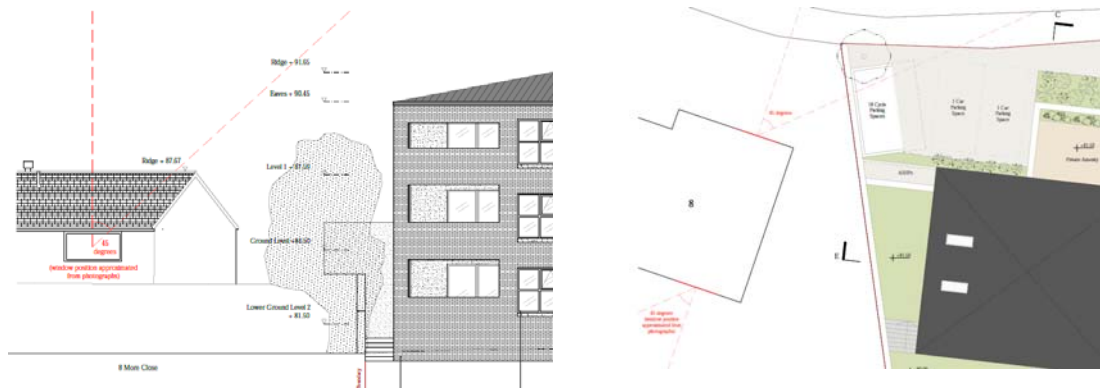 Ridge + 91.65
Eaves + 90.45
Ridge + 87.67
Level 1 + 87.50
45
degrees
(window position approximated
from photographs)
Ground Level +84.50
Lower Ground Level 2
+ 81.50
8 More Close
Boundary
C
45 degrees
18 Cycle
Parking
Spaces
1 Car
Parking
Space
1 Car
Parking
Space
Private Amenity
8
E
45 degrees
(window position
approximated from
photographs)